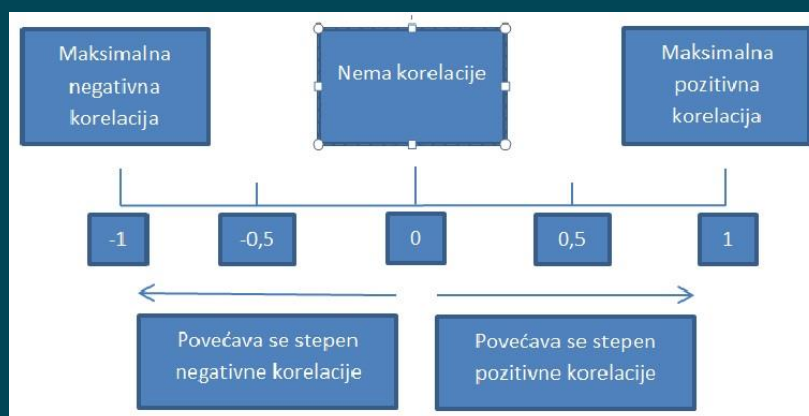 Maksimalna
negativna
korelacija
Nema korelacije
Maksimalna
pozitivna
korelacija
-1
-0,5
0
0,5
1
Povećava se stepen
negativne korelacije
Povećava se stepen
pozitivne korelacije